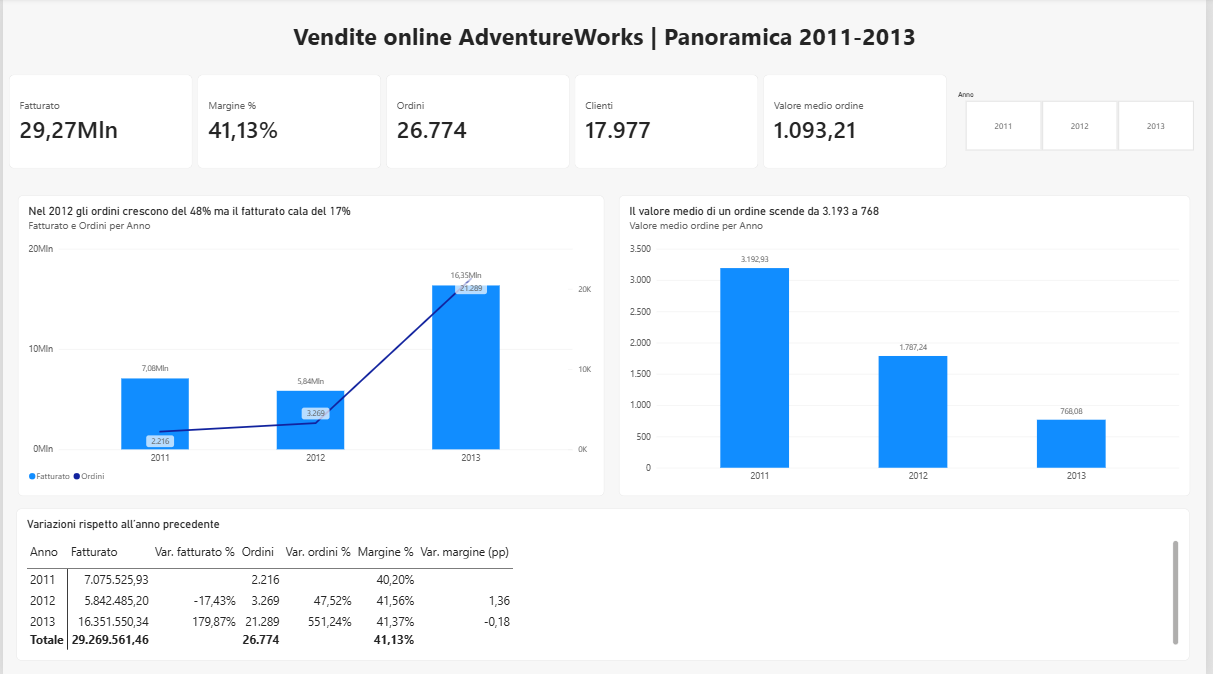 Vendite online AdventureWorks | Panoramica 2011-2013
Fatturato
29,27Mln
Margine %
41,13%
Ordini
26.774
Clienti
17.977
Valore medio ordine
1.093,21
Anno
2011 2012 2013
Nel 2012 gli ordini crescono del 48% ma il fatturato cala del 17%
Fatturato e Ordini per Anno
20Mln
10Mln
0Mln
20K
10K
0K
7,08Mln
5,84Mln
16,35Mln
2.216
3.269
21.289
2011 2012 2013
Fatturato Ordini
Il valore medio di un ordine scende da 3.193 a 768
Valore medio ordine per Anno
3.500
3.000
2.500
2.000
1.500
1.000
500
0
3.192,93
1.787,24
768,08
2011 2012 2013
Variazioni rispetto all'anno precedente
Anno Fatturato Var. fatturato % Ordini Var. ordini % Margine % Var. margine (pp)
2011 7.075.525,93 2.216 40,20%
2012 5.842.485,20 -17,43% 3.269 47,52% 41,56% 1,36
2013 16.351.550,34 179,87% 21.289 551,24% 41,37% -0,18
Totale 29.269.561,46 26.774 41,13%